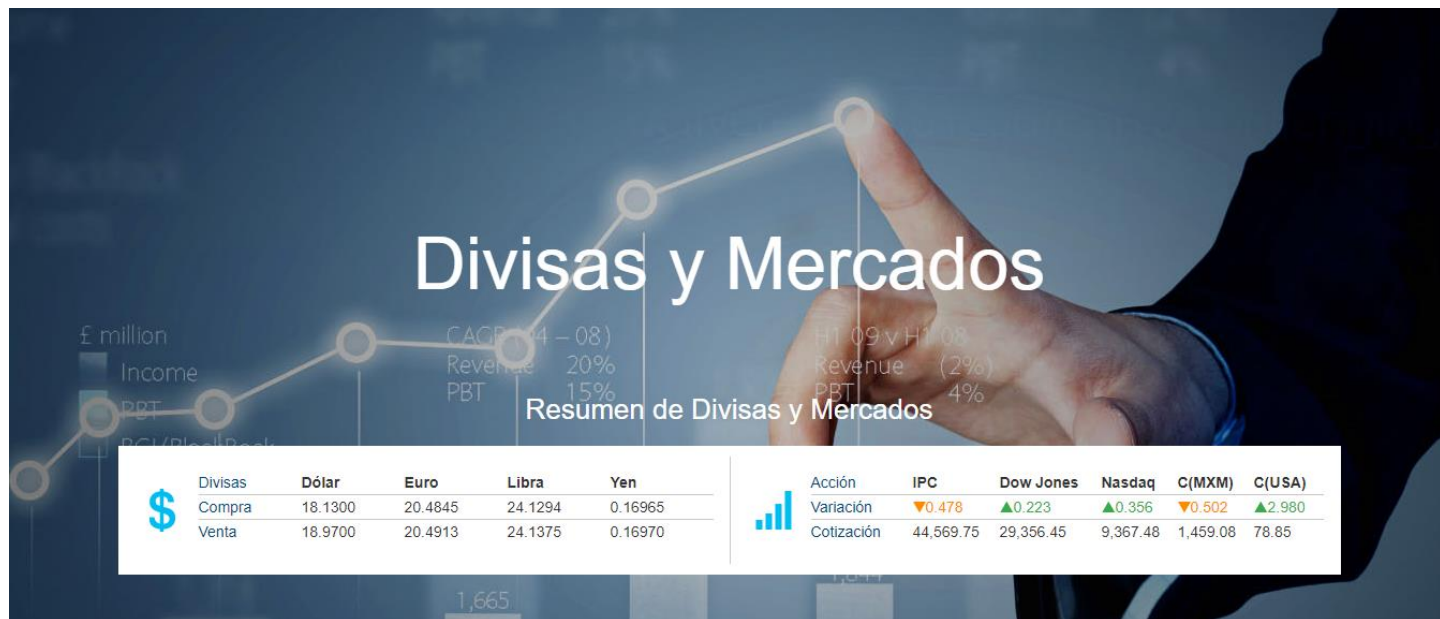 Divisas y Mercados
£ million
Income
PBT
Revenue 20%
PBT 15%
H1 09 v H1 08
Revenue (2%)
PBT 4%
Resumen de Divisas y Mercados
Divisas Dólar Euro Libra Yen
Compra 18.1300 20.4845 24.1294 0.16965
Venta 18.9700 20.4913 24.1375 0.16970
Acción IPC Dow Jones Nasdaq C(MXM) C(USA)
Variación ▼0.478 ▲0.223 ▲0.356 ▼0.502 ▲2.980
Cotización 44,569.75 29,356.45 9,367.48 1,459.08 78.85
1,665